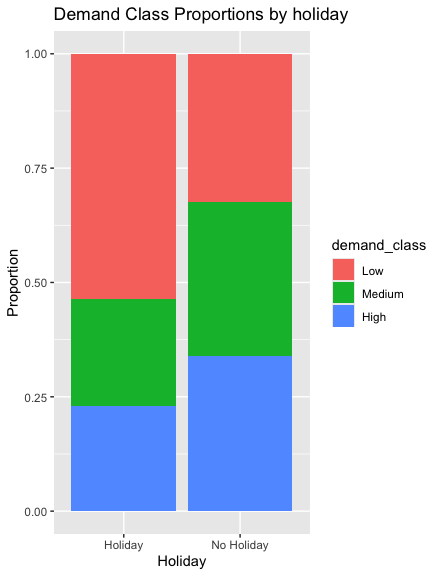 Demand Class Proportions by holiday
1.00
0.75
0.50
0.25
0.00
Proportion
Holiday
No Holiday
Holiday
demand_class
Low
Medium
High